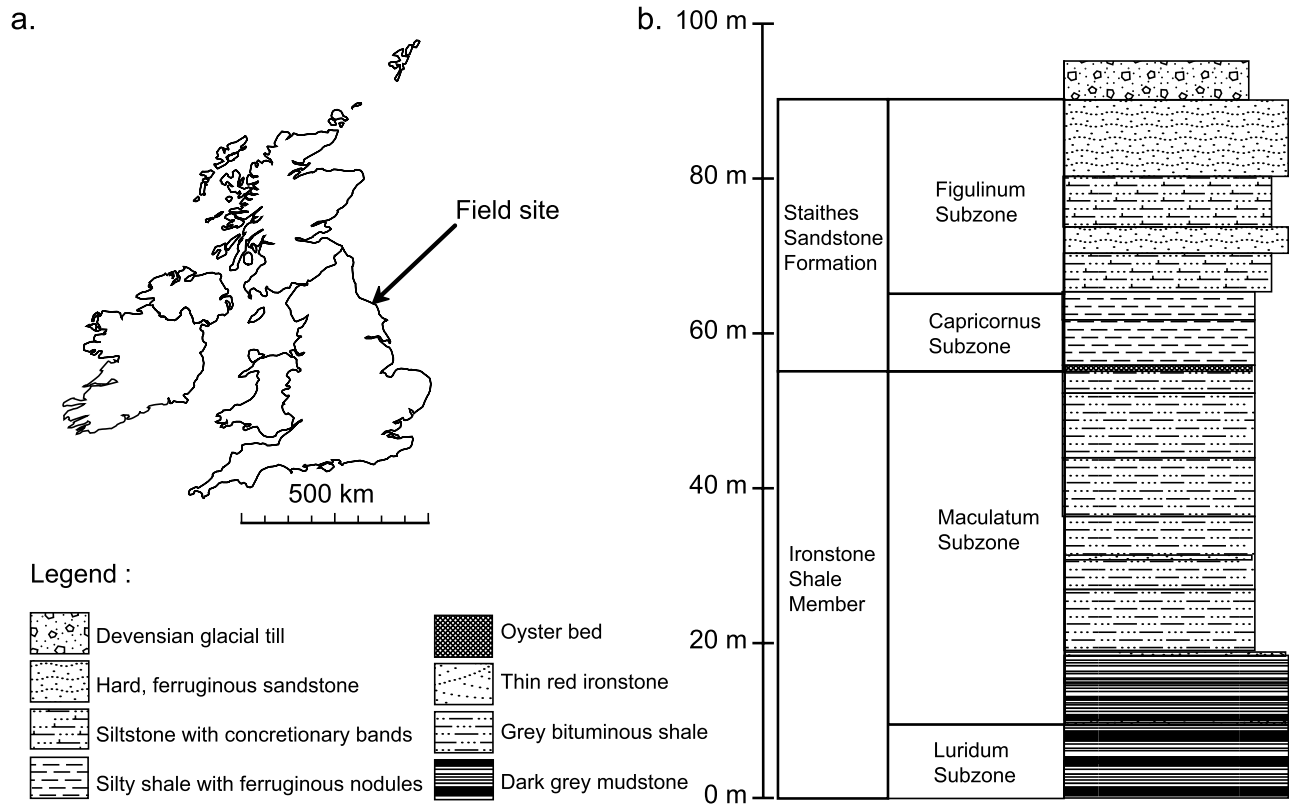 a.
Field site
500 km
Legend :
Devensian glacial till
Hard, ferruginous sandstone
Siltstone with concretionary bands
Silty shale with ferruginous nodules
Oyster bed
Thin red ironstone
Grey bituminous shale
Dark grey mudstone
b.
100 m
80 m
60 m
40 m
20 m
0 m
Staithes
Sandstone
Formation
Ironstone
Shale
Member
Figulinum
Subzone
Capricornus
Subzone
Maculatum
Subzone
Luridum
Subzone